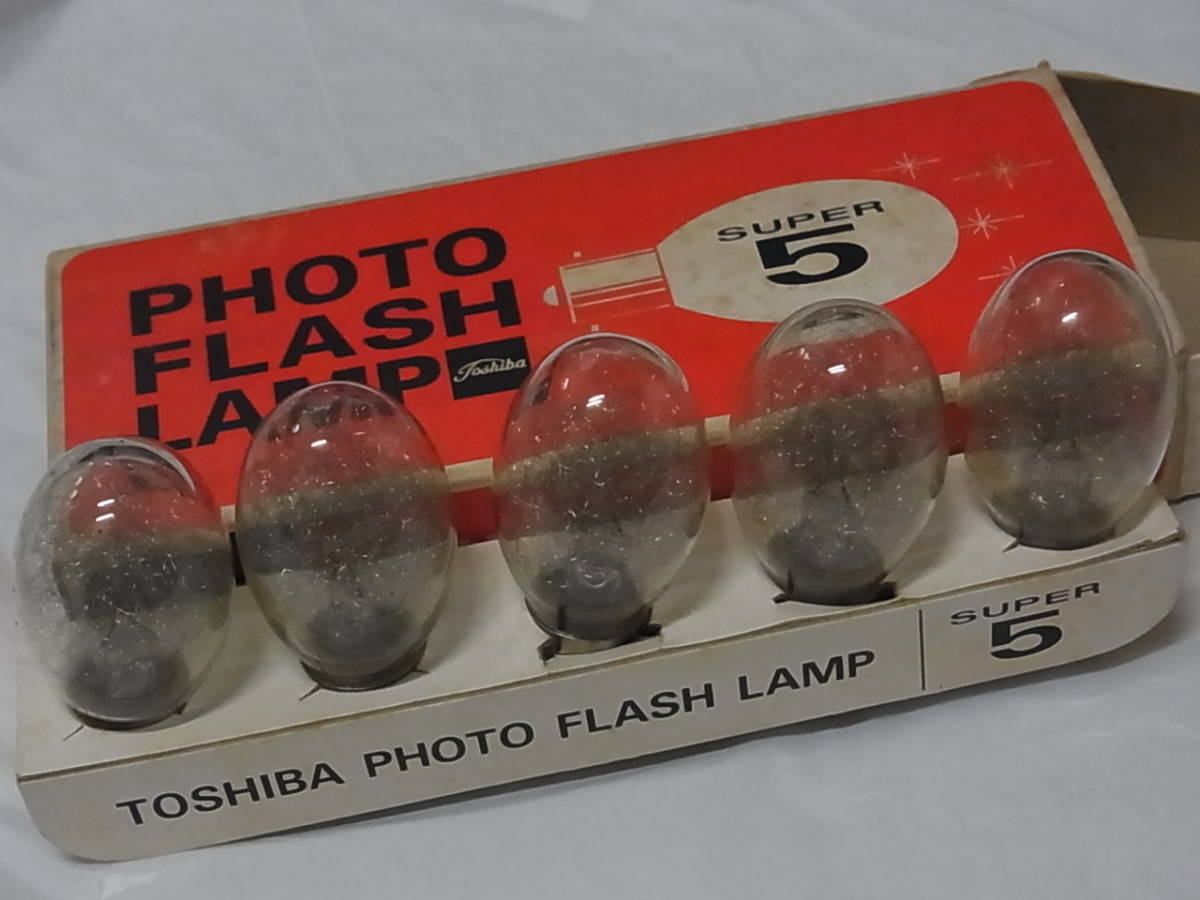 PHOTO
FLASH
LAMP Toshiba
SUPER
5
TOSHIBA PHOTO FLASH LAMP
SUPER
5